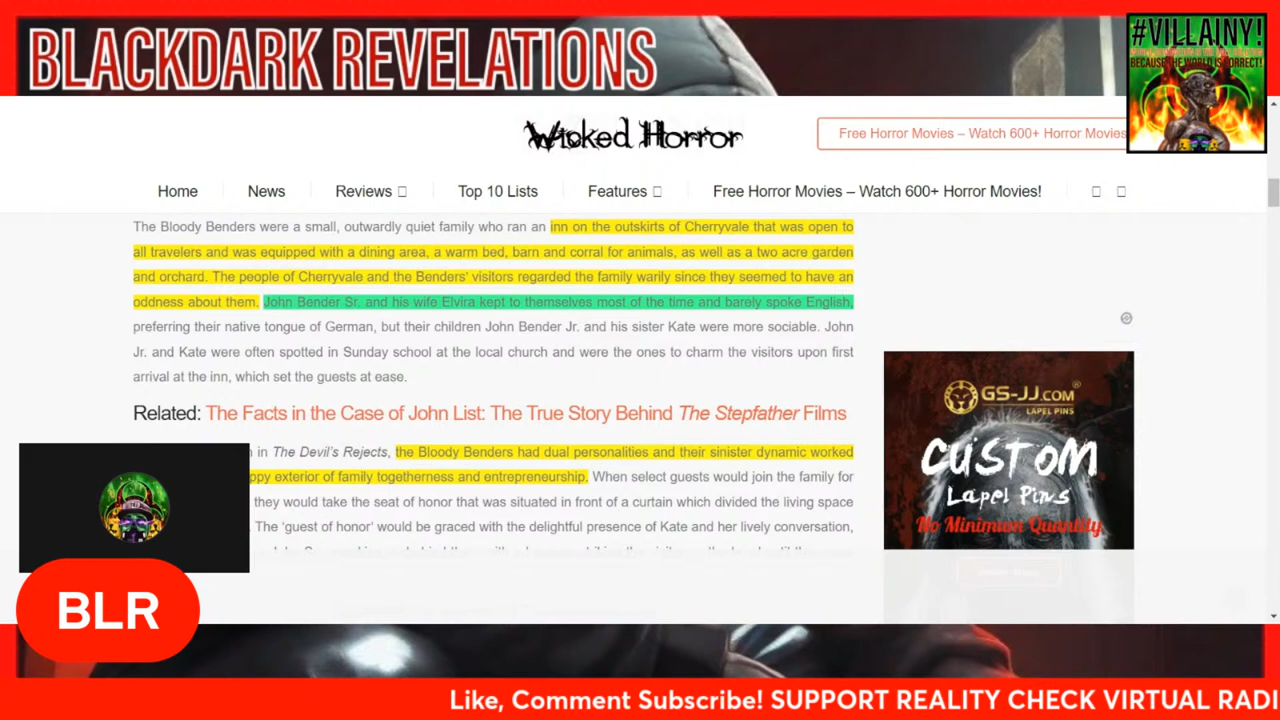 BLACKDARK REVELATIONS
#VILLAINY!
BECAUSE THE WORLD IS CORRECT!
Wicked Horror
Free Horror Movies – Watch 600+ Horror Movies
Home
News
Reviews
Top 10 Lists
Features
Free Horror Movies – Watch 600+ Horror Movies!
The Bloody Benders were a small, outwardly quiet family who ran an inn on the outskirts of Cherryvale that was open to
all travelers and was equipped with a dining area, a warm bed, barn and corral for animals, as well as a two acre garden
and orchard. The people of Cherryvale and the Benders' visitors regarded the family warily since they seemed to have an
oddness about them. John Bender Sr. and his wife Elvira kept to themselves most of the time and barely spoke English,
preferring their native tongue of German, but their children John Bender Jr. and his sister Kate were more sociable. John
Jr. and Kate were often spotted in Sunday school at the local church and were the ones to charm the visitors upon first
arrival at the inn, which set the guests at ease.
Related: The Facts in the Case of John List: The True Story Behind The Stepfather Films
in The Devil's Rejects, the Bloody Benders had dual personalities and their sinister dynamic worked
ppy exterior of family togetherness and entrepreneurship. When select guests would join the family for
they would take the seat of honor that was situated in front of a curtain which divided the living space
. The 'guest of honor' would be graced with the delightful presence of Kate and her lively conversation,
GS-JJ.COM®
LAPEL PINS
CUSTOM
Lapel Pins
No Minimun Quantity
BLR
Like, Comment Subscribe! SUPPORT REALITY CHECK VIRTUAL RADI